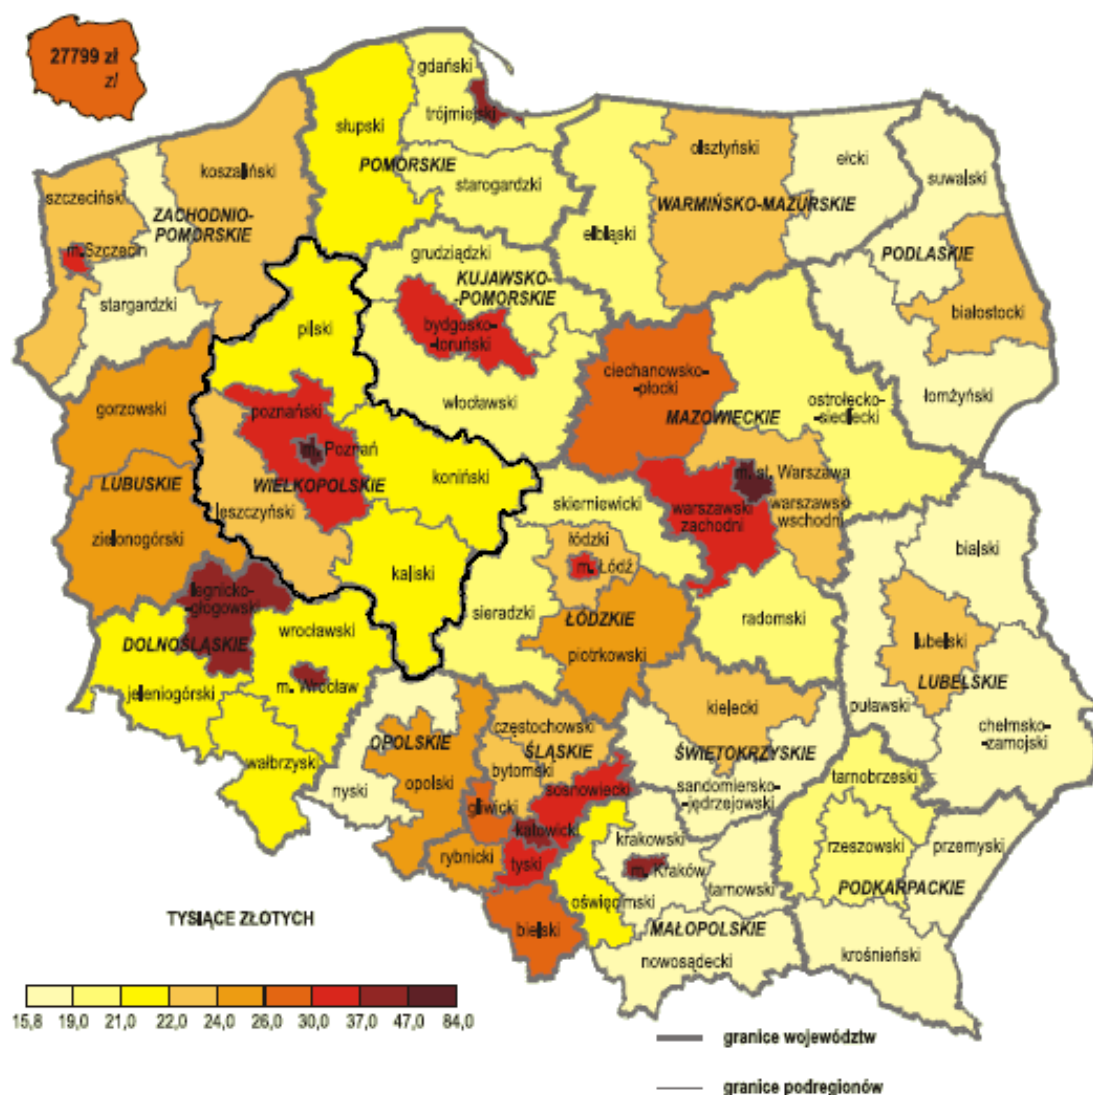 27799 zł
zl
gdański
trójmiejski
słupski
POMORSKIE
starogardzki
koszaliński
szczeciński
ZACHODNIO-
POMORSKIE
m.Szczecin
stargardzki
olsztyński
ełcki
suwalski
WARMIŃSKO-MAZURSKIE
elbląski
PODLASKIE
białostocki
łomżyński
grudziądzki
KUJAWSKO-
-POMORSKIE
bydgosko-
-toruński
włocławski
pilski
ciechanowsko-
-płocki
MAZOWIECKIE
ostrołęcko-
-siedlecki
gorzowski
LUBUSKIE
zielonogórski
poznański
m. Poznań
WIELKOPOLSKIE
leszczyński
koniński
kaliski
skierniewicki
m. st. Warszawa
warszawski
zachodni
warszawski
wschodni
łódzki
m. Łódź
sieradzki
ŁÓDZKIE
piotrkowski
radomski
bialski
lubelski
LUBELSKIE
puławski
chełmsko-
-zamojski
legnicko-
-głogowski
DOLNOŚLĄSKIE
wrocławski
m. Wrocław
jeleniogórski
wałbrzyski
OPOLSKIE
opolski
nyski
częstochowski
ŚLĄSKIE
bytomski
sosnowiecki
gliwicki
katowicki
rybnicki
tyski
bielski
kielecki
ŚWIĘTOKRZYSKIE
sandomiersko-
-jędrzejowski
krakowski
m. Kraków
tarnowski
oświęcimski
MAŁOPOLSKIE
nowosądecki
tarnobrzeski
rzeszowski
przemyski
PODKARPACKIE
krośnieński
TYSIĄCE ZŁOTYCH
15,8 19,0 21,0 22,0 24,0 26,0 30,0 37,0 47,0 84,0
granice województw
granice podregionów